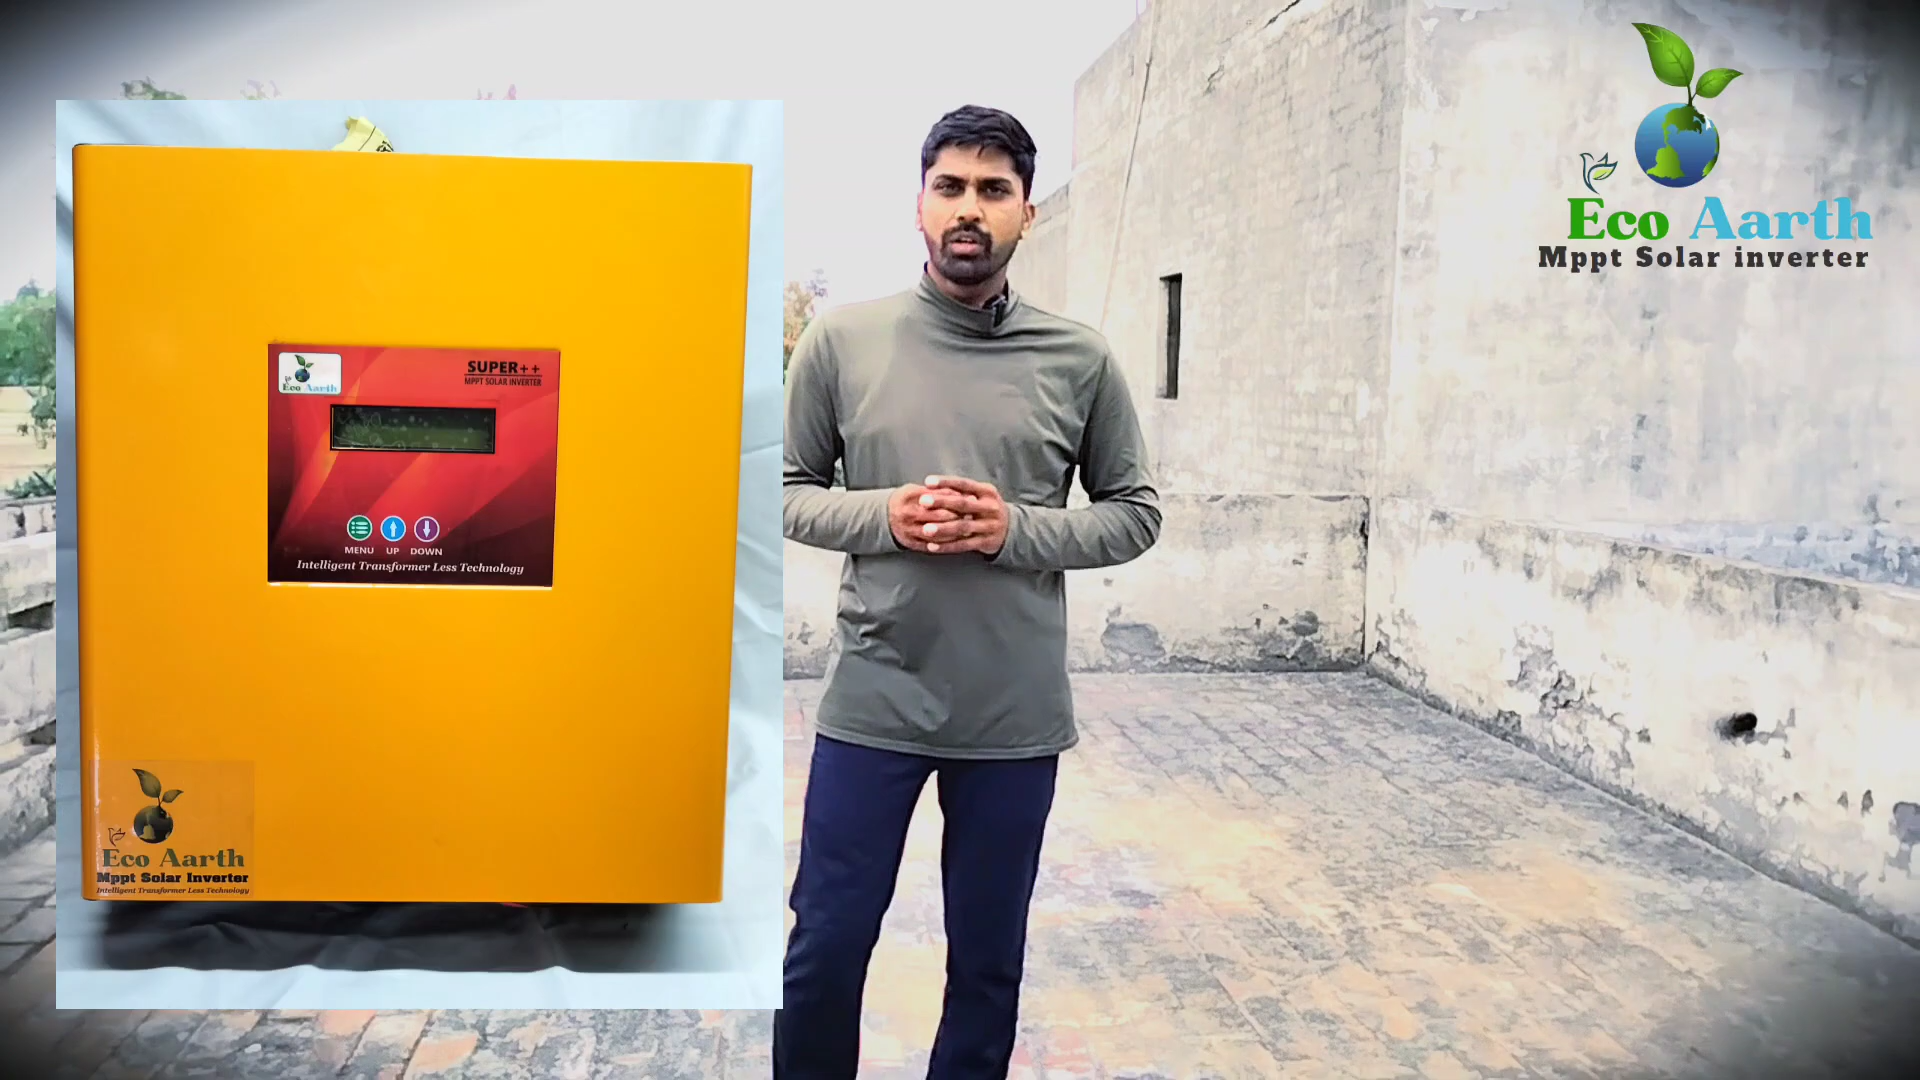 Eco Aarth
Mppt Solar inverter
Eco Aarth
SUPER++
MPPT SOLAR INVERTER
MENU UP DOWN
Intelligent Transformer Less Technology
Eco Aarth
Mppt Solar Inverter
Intelligent Transformer Less Technology